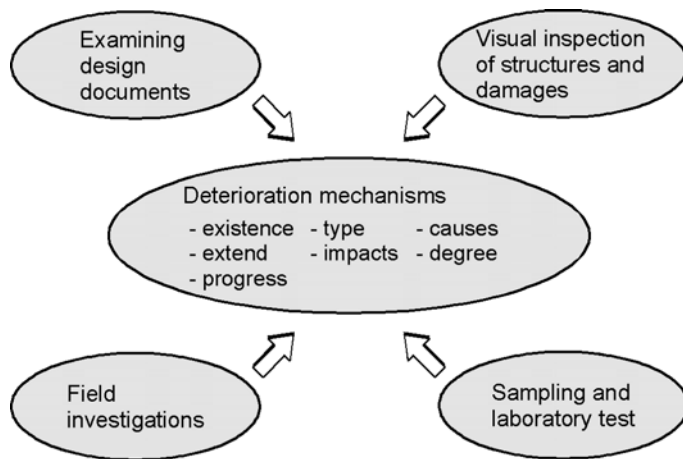 Examining
design
documents
Visual inspection
of structures and
damages
Deterioration mechanisms
- existence - type - causes
- extend - impacts - degree
- progress
Field
investigations
Sampling and
laboratory test